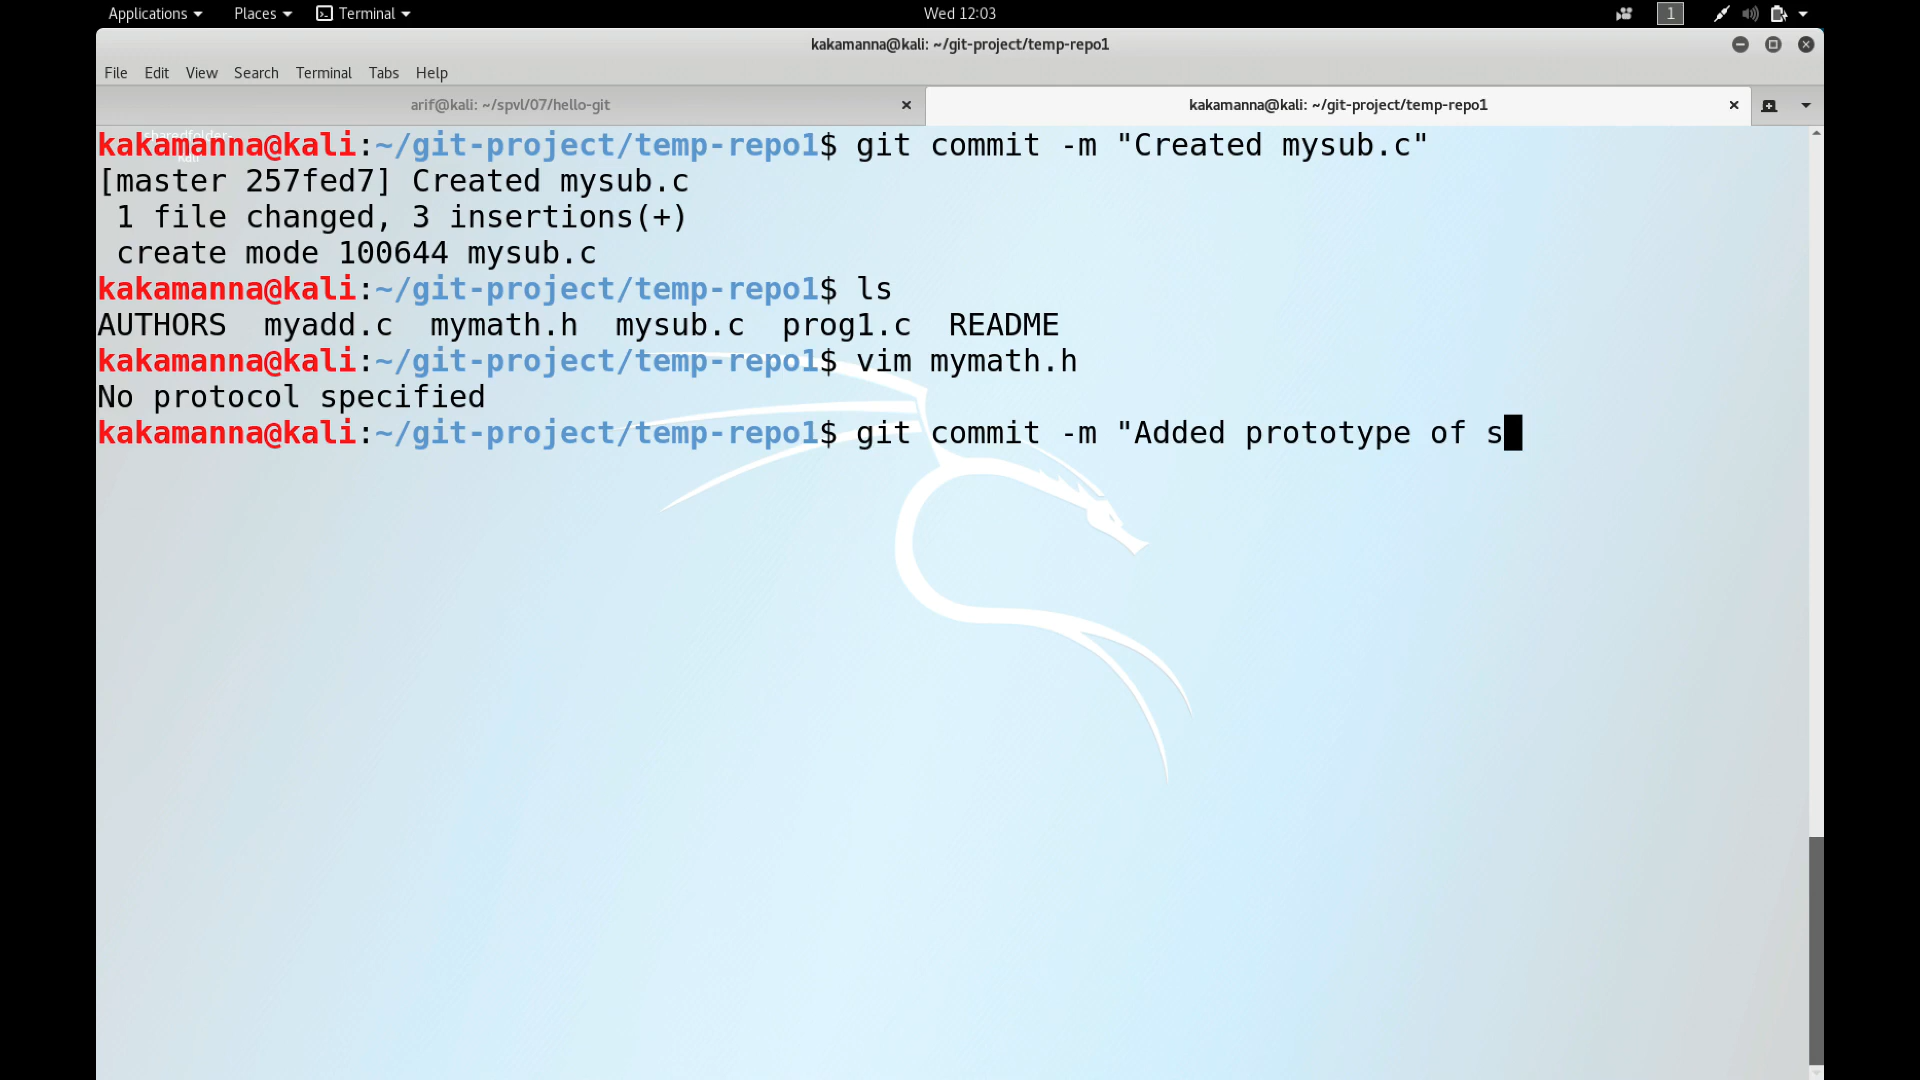 Applications Places Terminal Wed 12:03 1
kakamanna@kali: ~/git-project/temp-repo1
File Edit View Search Terminal Tabs Help
arif@kali: ~/spvl/07/hello-git kakamanna@kali: ~/git-project/temp-repo1
sharedfolder-
kali
kakamanna@kali:~/git-project/temp-repo1$ git commit -m "Created mysub.c"
[master 257fed7] Created mysub.c
1 file changed, 3 insertions(+)
create mode 100644 mysub.c
kakamanna@kali:~/git-project/temp-repo1$ ls
AUTHORS myadd.c mymath.h mysub.c prog1.c README
kakamanna@kali:~/git-project/temp-repo1$ vim mymath.h
No protocol specified
kakamanna@kali:~/git-project/temp-repo1$ git commit -m "Added prototype of s